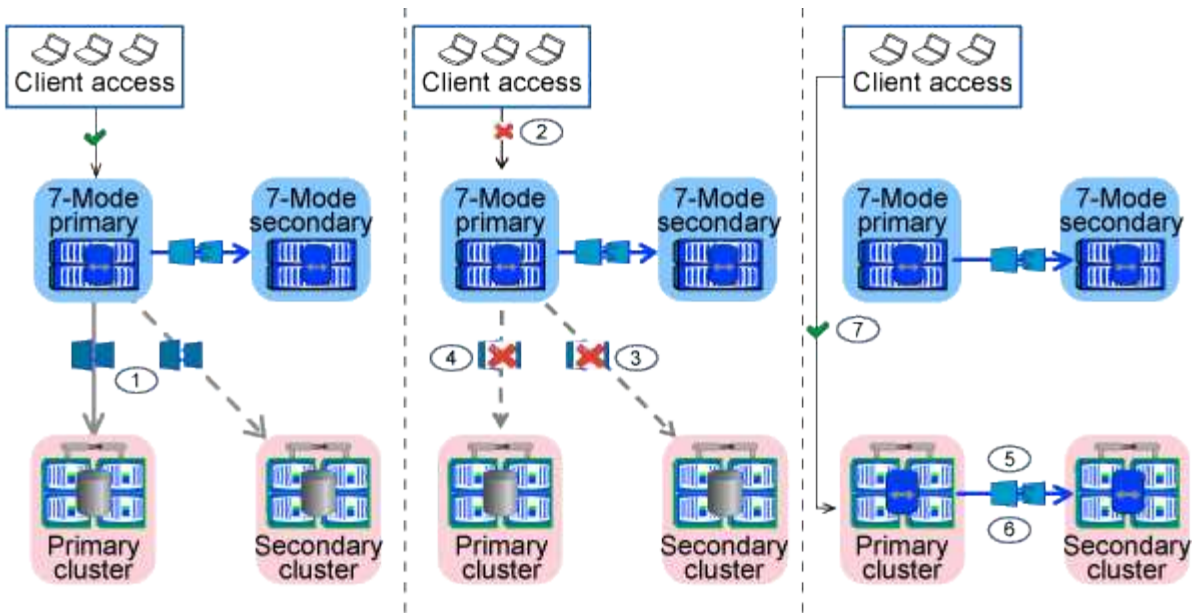 Client access
7-Mode
primary
7-Mode
secondary
1
Primary
cluster
Secondary
cluster
Client access
2
7-Mode
primary
7-Mode
secondary
4
3
Primary
cluster
Secondary
cluster
Client access
7-Mode
primary
7-Mode
secondary
7
5
6
Primary
cluster
Secondary
cluster